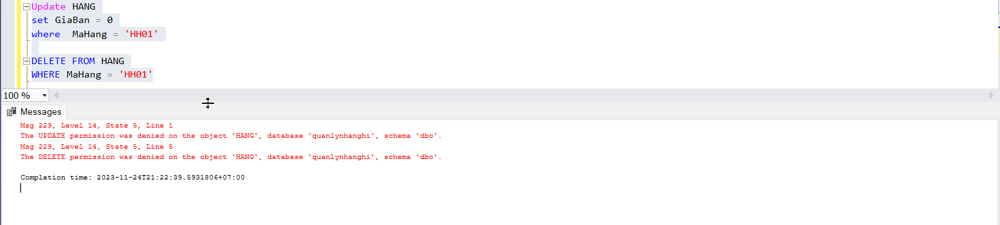 Update HANG
set GiaBan = 0
where  MaHang = 'HH01'
DELETE FROM HANG
WHERE MaHang = 'HH01'
100 %
Messages
Msg 229, Level 14, State 5, Line 1
The UPDATE permission was denied on the object 'HANG', database 'quanlynhanghi', schema 'dbo'.
Msg 229, Level 14, State 5, Line 5
The DELETE permission was denied on the object 'HANG', database 'quanlynhanghi', schema 'dbo'.
Completion time: 2023-11-24T21:22:39.5931806+07:00